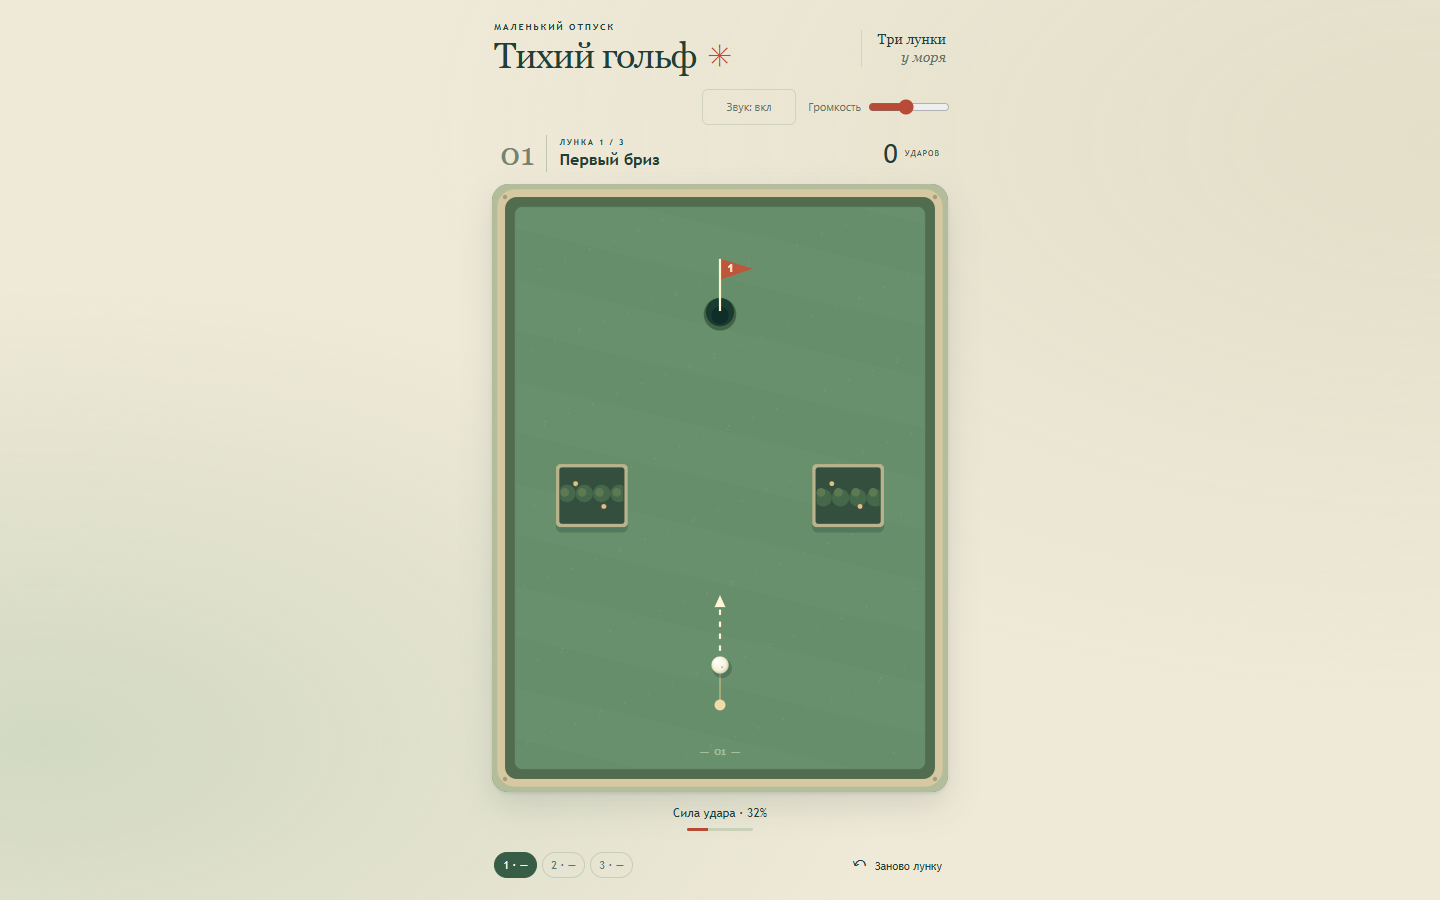 МАЛЕНЬКИЙ ОТПУСК
Тихий гольф
Три лунки
у моря
Звук: вкл
Громкость
01
ЛУНКА 1 / 3
Первый бриз
0 УДАРОВ
1
— 01 —
Сила удара · 32%
1 · —
2 · —
3 · —
Заново лунку